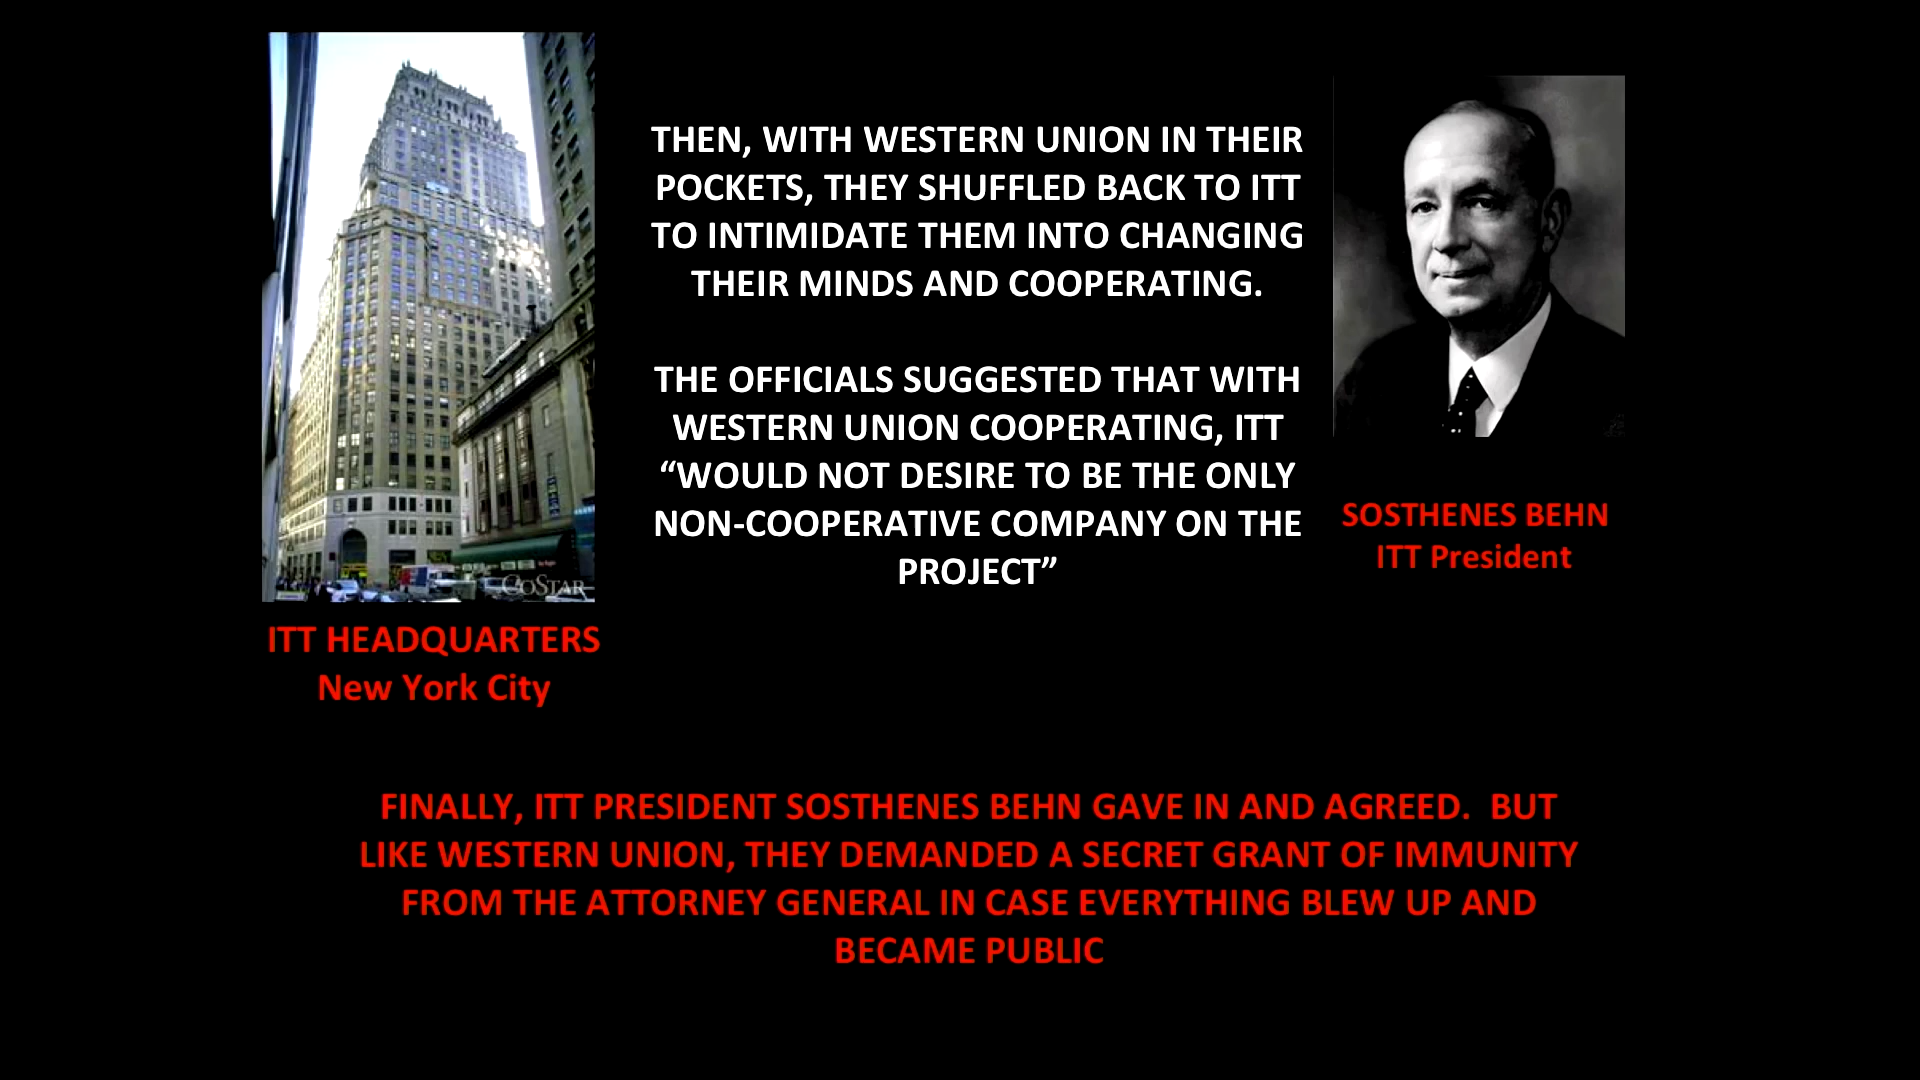 THEN, WITH WESTERN UNION IN THEIR
POCKETS, THEY SHUFFLED BACK TO ITT
TO INTIMIDATE THEM INTO CHANGING
THEIR MINDS AND COOPERATING.
THE OFFICIALS SUGGESTED THAT WITH
WESTERN UNION COOPERATING, ITT
“WOULD NOT DESIRE TO BE THE ONLY
NON-COOPERATIVE COMPANY ON THE
PROJECT”
SOSTHENES BEHN
ITT President
COSTAR
ITT HEADQUARTERS
New York City
FINALLY, ITT PRESIDENT SOSTHENES BEHN GAVE IN AND AGREED.  BUT
LIKE WESTERN UNION, THEY DEMANDED A SECRET GRANT OF IMMUNITY
FROM THE ATTORNEY GENERAL IN CASE EVERYTHING BLEW UP AND
BECAME PUBLIC